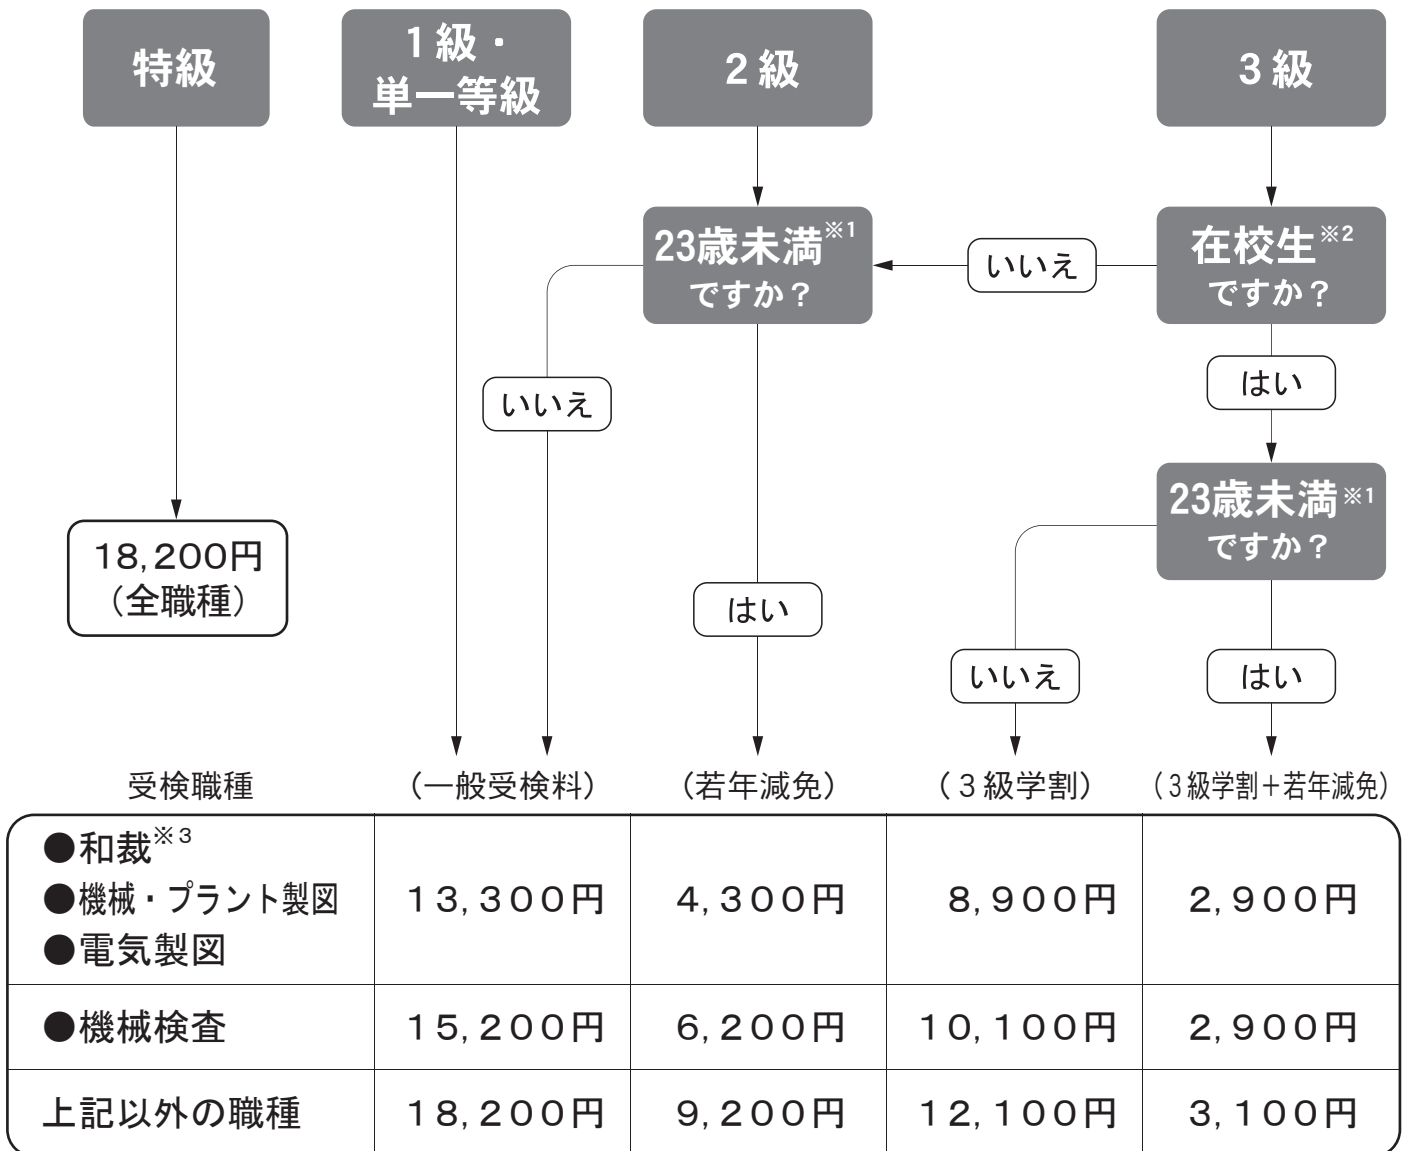 特級
1級・
単一等級
2級
3級
23歳未満※1
ですか？
いいえ
在校生※2
ですか？
いいえ
はい
23歳未満※1
ですか？
18,200円
（全職種）
はい
いいえ
はい
受検職種 （一般受検料） （若年減免） （3級学割） （3級学割＋若年減免）
●和裁※3
●機械・プラント製図 13,300円 4,300円 8,900円 2,900円
●電気製図
●機械検査 15,200円 6,200円 10,100円 2,900円
上記以外の職種 18,200円 9,200円 12,100円 3,100円